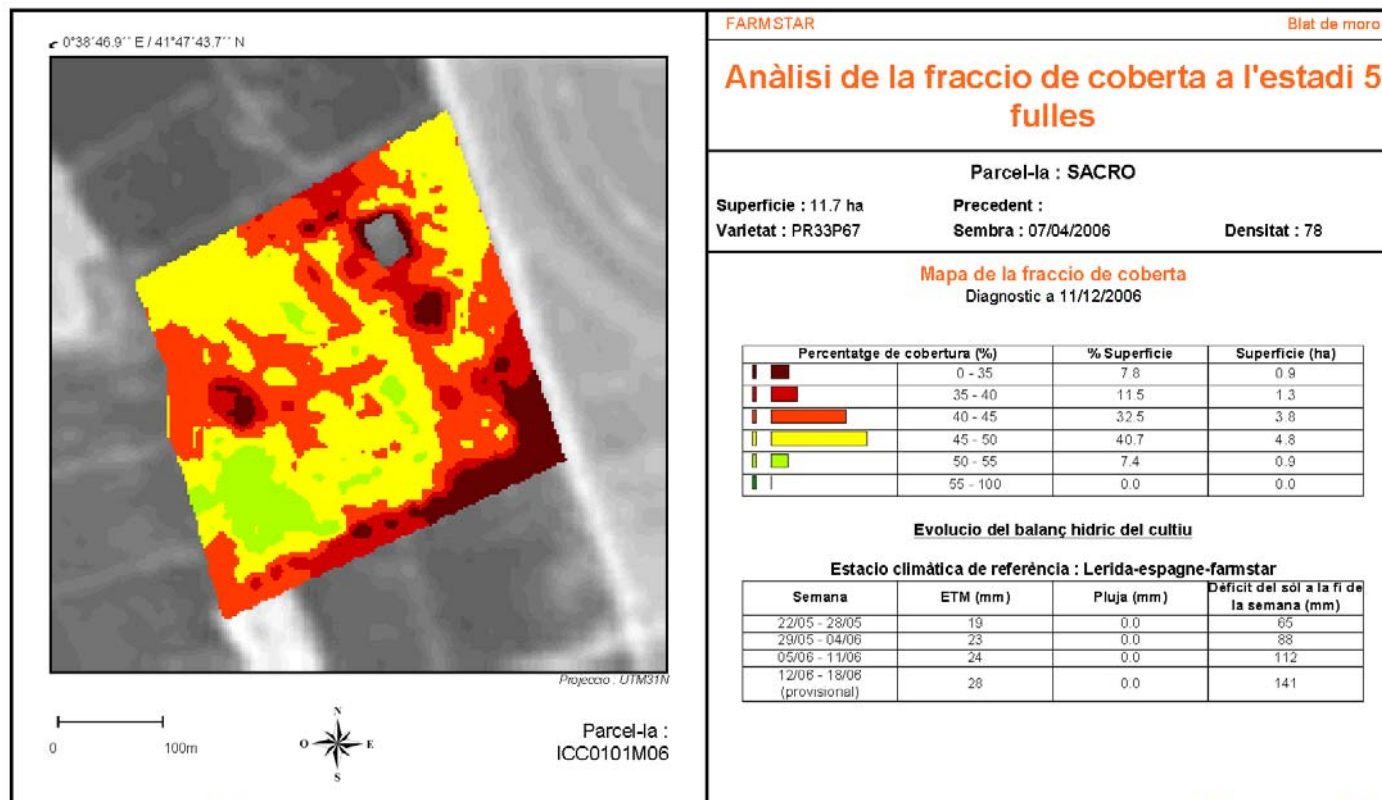 0°38'46.9'' E / 41°47'43.7'' N
Projeccio : UTM31N
0 100m
N
O E
S
Parcel-la :
ICC0101M06
FARMSTAR Blat de moro
Anàlisi de la fraccio de coberta a l'estadi 5
fulles
Parcel-la : SACRO
Superficie : 11.7 ha Precedent :
Varietat : PR33P67 Sembra : 07/04/2006 Densitat : 78
Mapa de la fraccio de coberta
Diagnostic a 11/12/2006
Percentatge de cobertura (%) % Superficie Superficie (ha)
0 - 35 7.8 0.9
35 - 40 11.5 1.3
40 - 45 32.5 3.8
45 - 50 40.7 4.8
50 - 55 7.4 0.9
55 - 100 0.0 0.0
Evolucio del balanç hidric del cultiu
Estacio climàtica de referència : Lerida-espagne-farmstar
Semana ETM (mm) Pluja (mm) Dèficit del sòl a la fi de
la semana (mm)
22/05 - 28/05 19 0.0 65
29/05 - 04/06 23 0.0 88
05/06 - 11/06 24 0.0 112
12/06 - 18/06
(provisional) 28 0.0 141